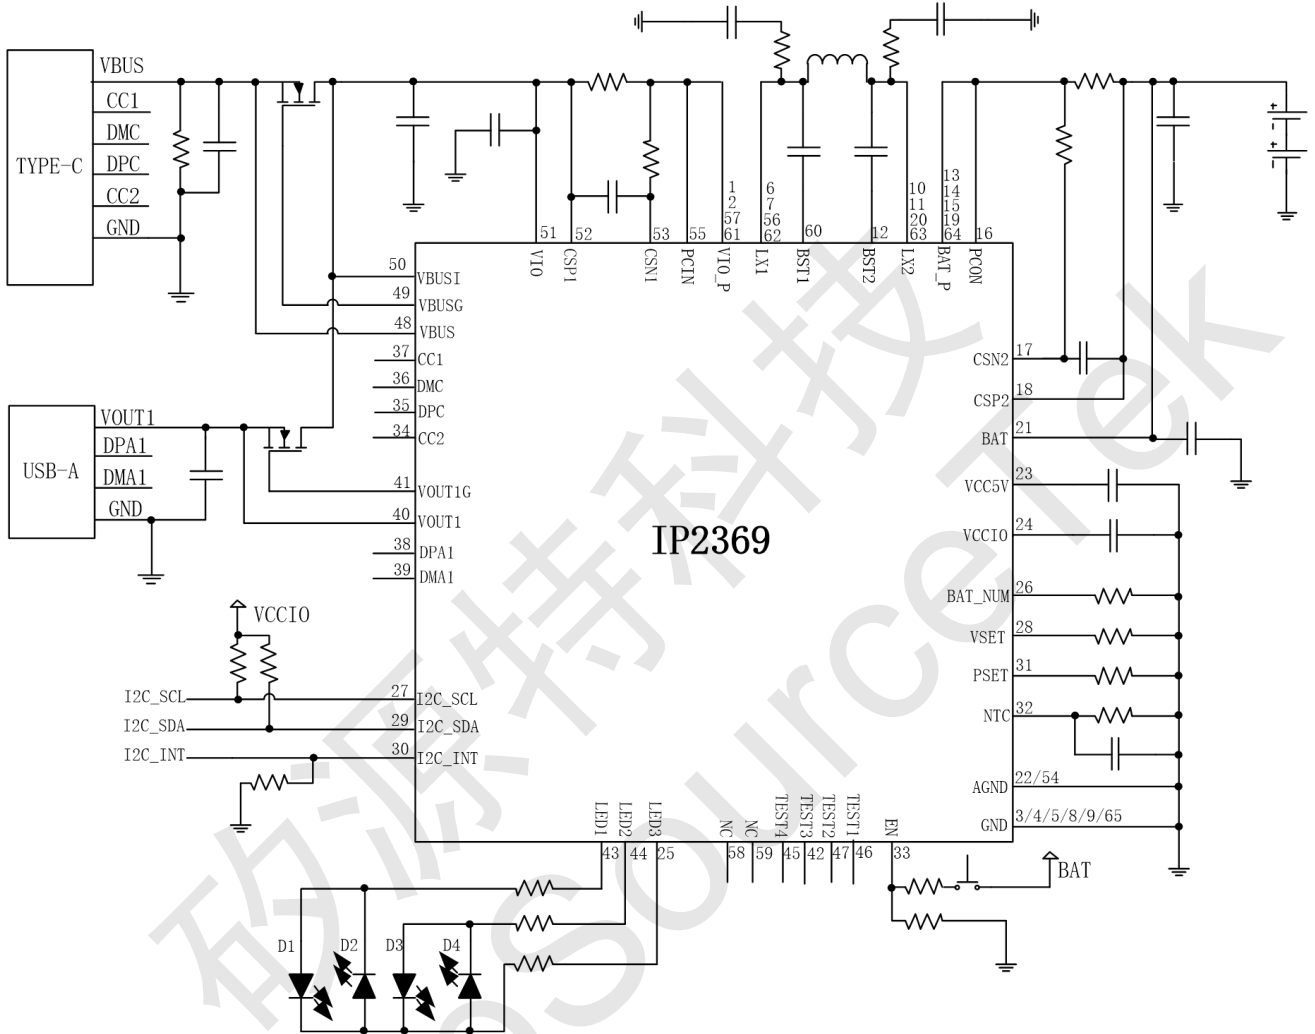 TYPE-C
VBUS
CC1
DMC
DPC
CC2
GND
USB-A
VOUT1
DPA1
DMA1
GND
VCCIO
I2C_SCL
I2C_SDA
I2C_INT
50
VBUSI
49
VBUSG
48
VBUS
37
CC1
36
DMC
35
DPC
34
CC2
41
VOUT1G
40
VOUT1
38
DPA1
39
DMA1
27
I2C_SCL
29
I2C_SDA
30
I2C_INT
51
VIO
52
CSP1
53
CSN1
55
PCIN
1
2
57
61
VIO_P
6
7
56
62
LX1
60
BST1
12
BST2
10
11
20
63
LX2
13
14
15
19
64
BAT_P
16
PCON
IP2369
CSN2
17
CSP2
18
BAT
21
VCC5V
23
VCCIO
24
BAT_NUM
26
VSET
28
PSET
31
NTC
32
AGND
22/54
GND
3/4/5/8/9/65
LED1
43
LED2
44
LED3
25
NC
58
NC
59
TEST4
45
TEST3
42
TEST2
47
TEST1
46
EN
33
BAT
D1
D2
D3
D4
+
-
+
-
矽源特科技
SourceTek